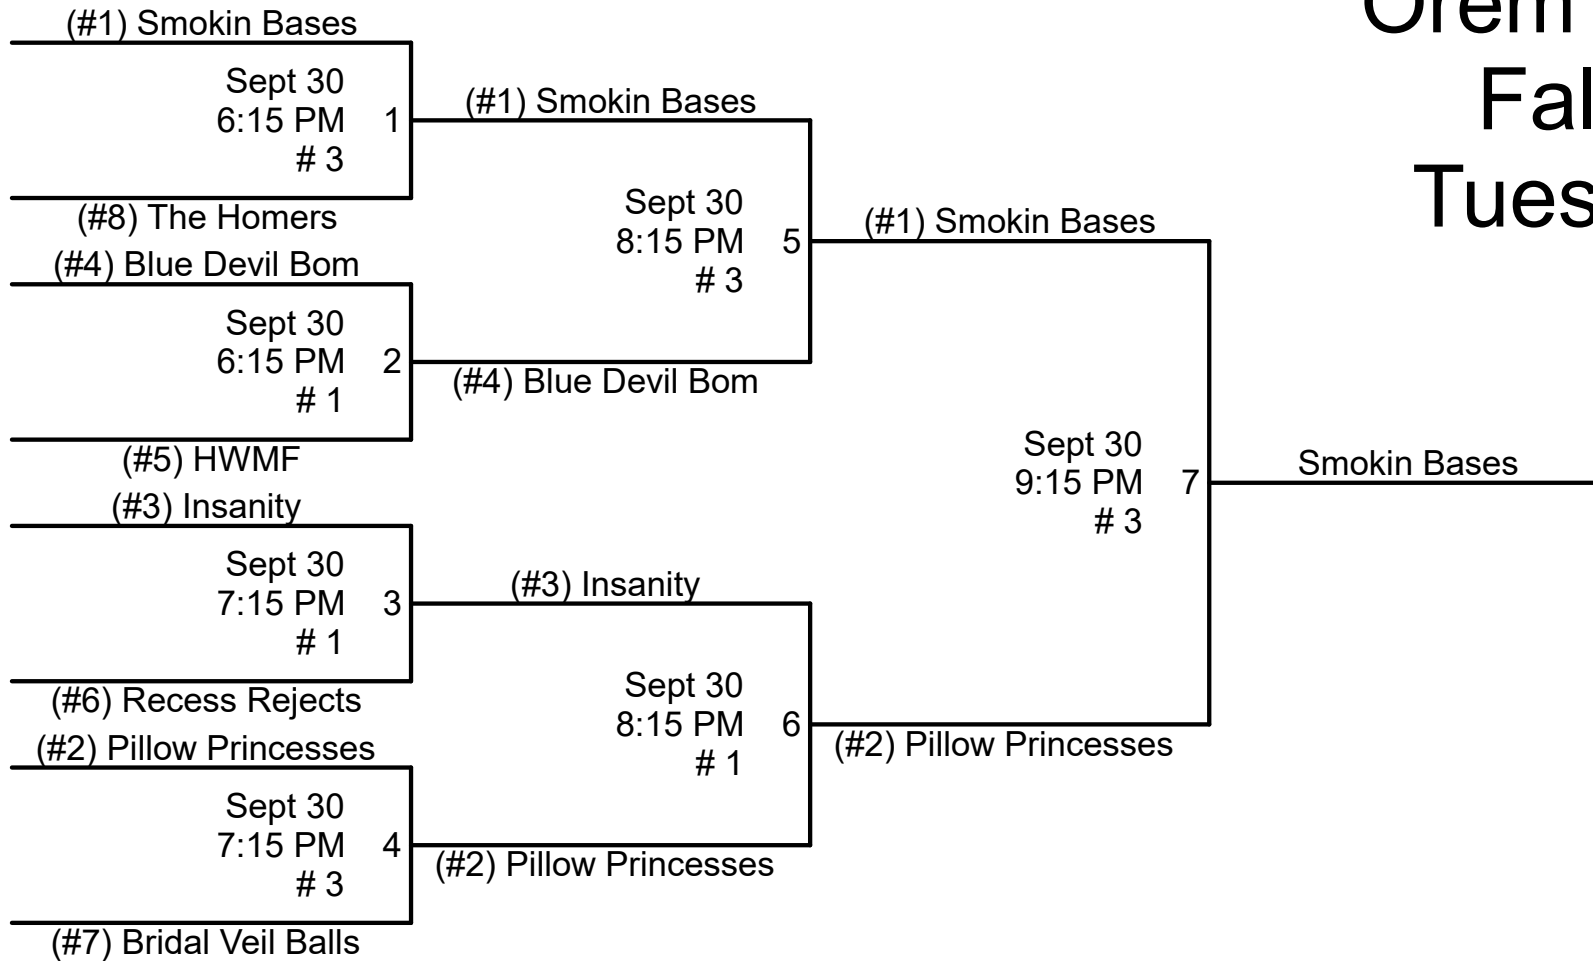 (#1) Smokin Bases
Sept 30
6:15 PM 1
# 3
(#8) The Homers
(#4) Blue Devil Bom
Sept 30
6:15 PM 2
# 1
(#5) HWMF
(#3) Insanity
Sept 30
7:15 PM 3
# 1
(#6) Recess Rejects
(#2) Pillow Princesses
Sept 30
7:15 PM 4
# 3
(#7) Bridal Veil Balls
(#1) Smokin Bases
Sept 30
8:15 PM 5
# 3
(#4) Blue Devil Bom
(#3) Insanity
Sept 30
8:15 PM 6
# 1
(#2) Pillow Princesses
(#1) Smokin Bases
Sept 30
9:15 PM 7
# 3
(#2) Pillow Princesses
Smokin Bases
Orem
Fal
Tues